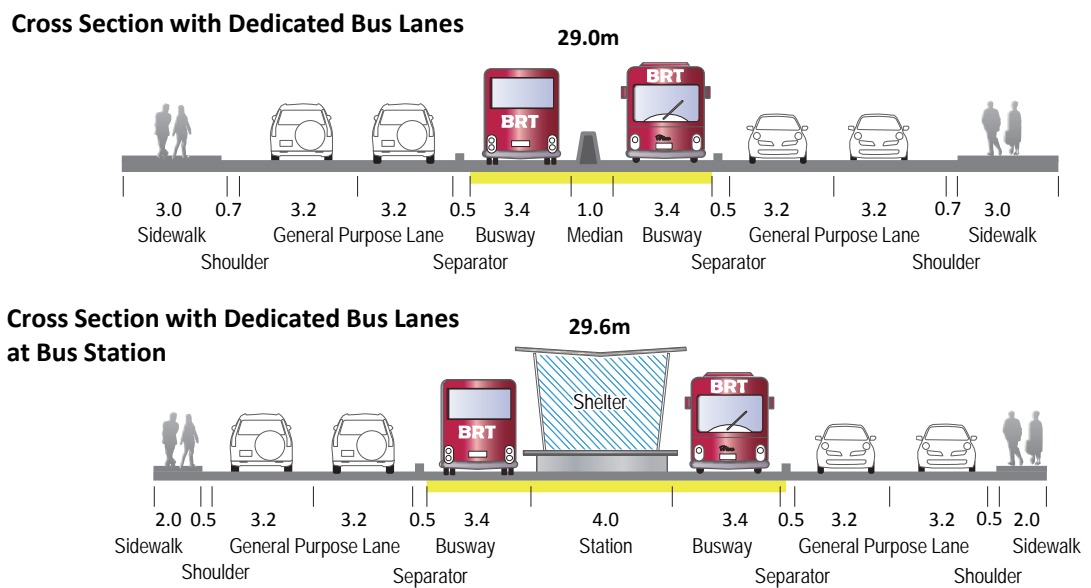 Cross Section with Dedicated Bus Lanes
29.0m
BRT
BRT
3.0 0.7 3.2 3.2 0.5 3.4 1.0 3.4 0.5 3.2 3.2 0.7 3.0
Sidewalk General Purpose Lane Busway Median Busway General Purpose Lane Sidewalk
Shoulder Separator Separator Shoulder
Cross Section with Dedicated Bus Lanes
at Bus Station
29.6m
Shelter
BRT
BRT
2.0 0.5 3.2 3.2 0.5 3.4 4.0 3.4 0.5 3.2 3.2 0.5 2.0
Sidewalk General Purpose Lane Busway Station Busway General Purpose Lane Sidewalk
Shoulder Separator Separator Shoulder